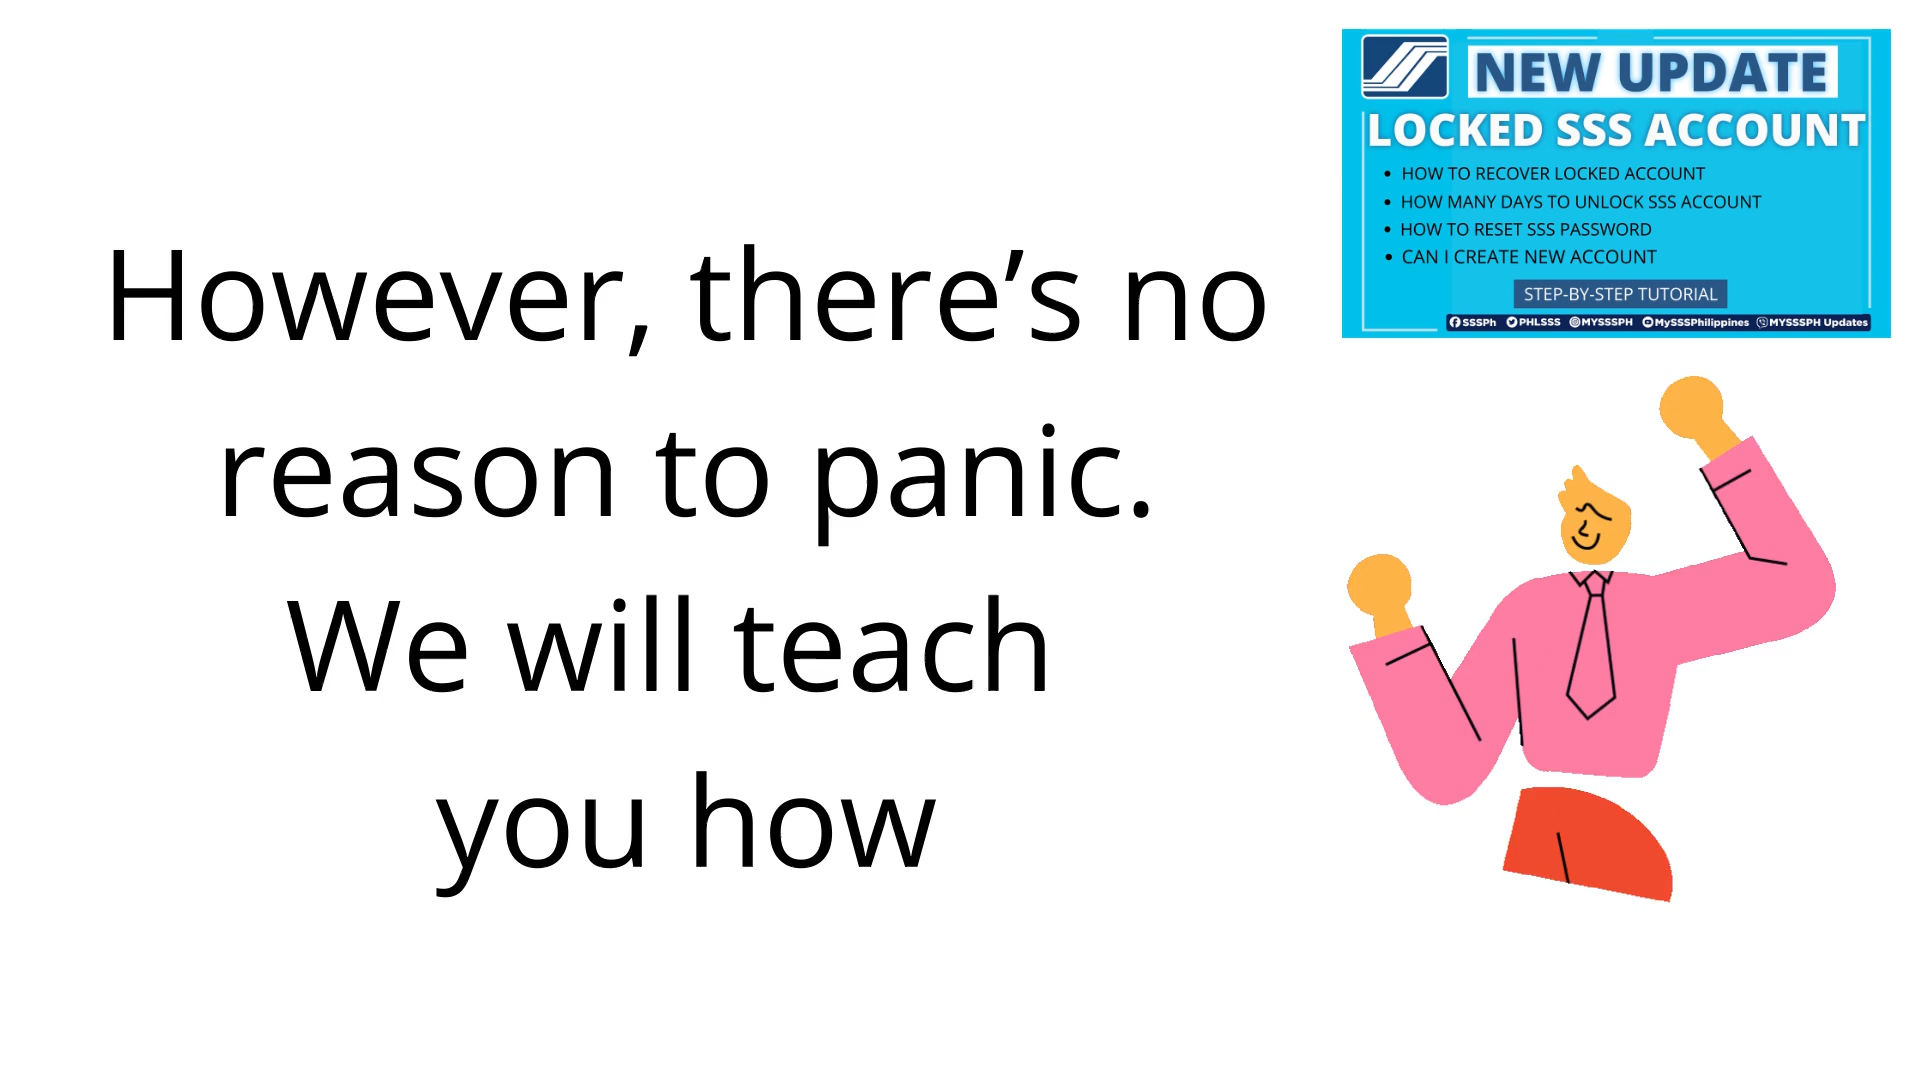 However, there’s no
reason to panic.
We will teach
you how
NEW UPDATE
LOCKED SSS ACCOUNT
• HOW TO RECOVER LOCKED ACCOUNT
• HOW MANY DAYS TO UNLOCK SSS ACCOUNT
• HOW TO RESET SSS PASSWORD
• CAN I CREATE NEW ACCOUNT
STEP-BY-STEP TUTORIAL
SSSPh PHLSSS MYSSSPH MySSSPhilippines MYSSSPH Updates